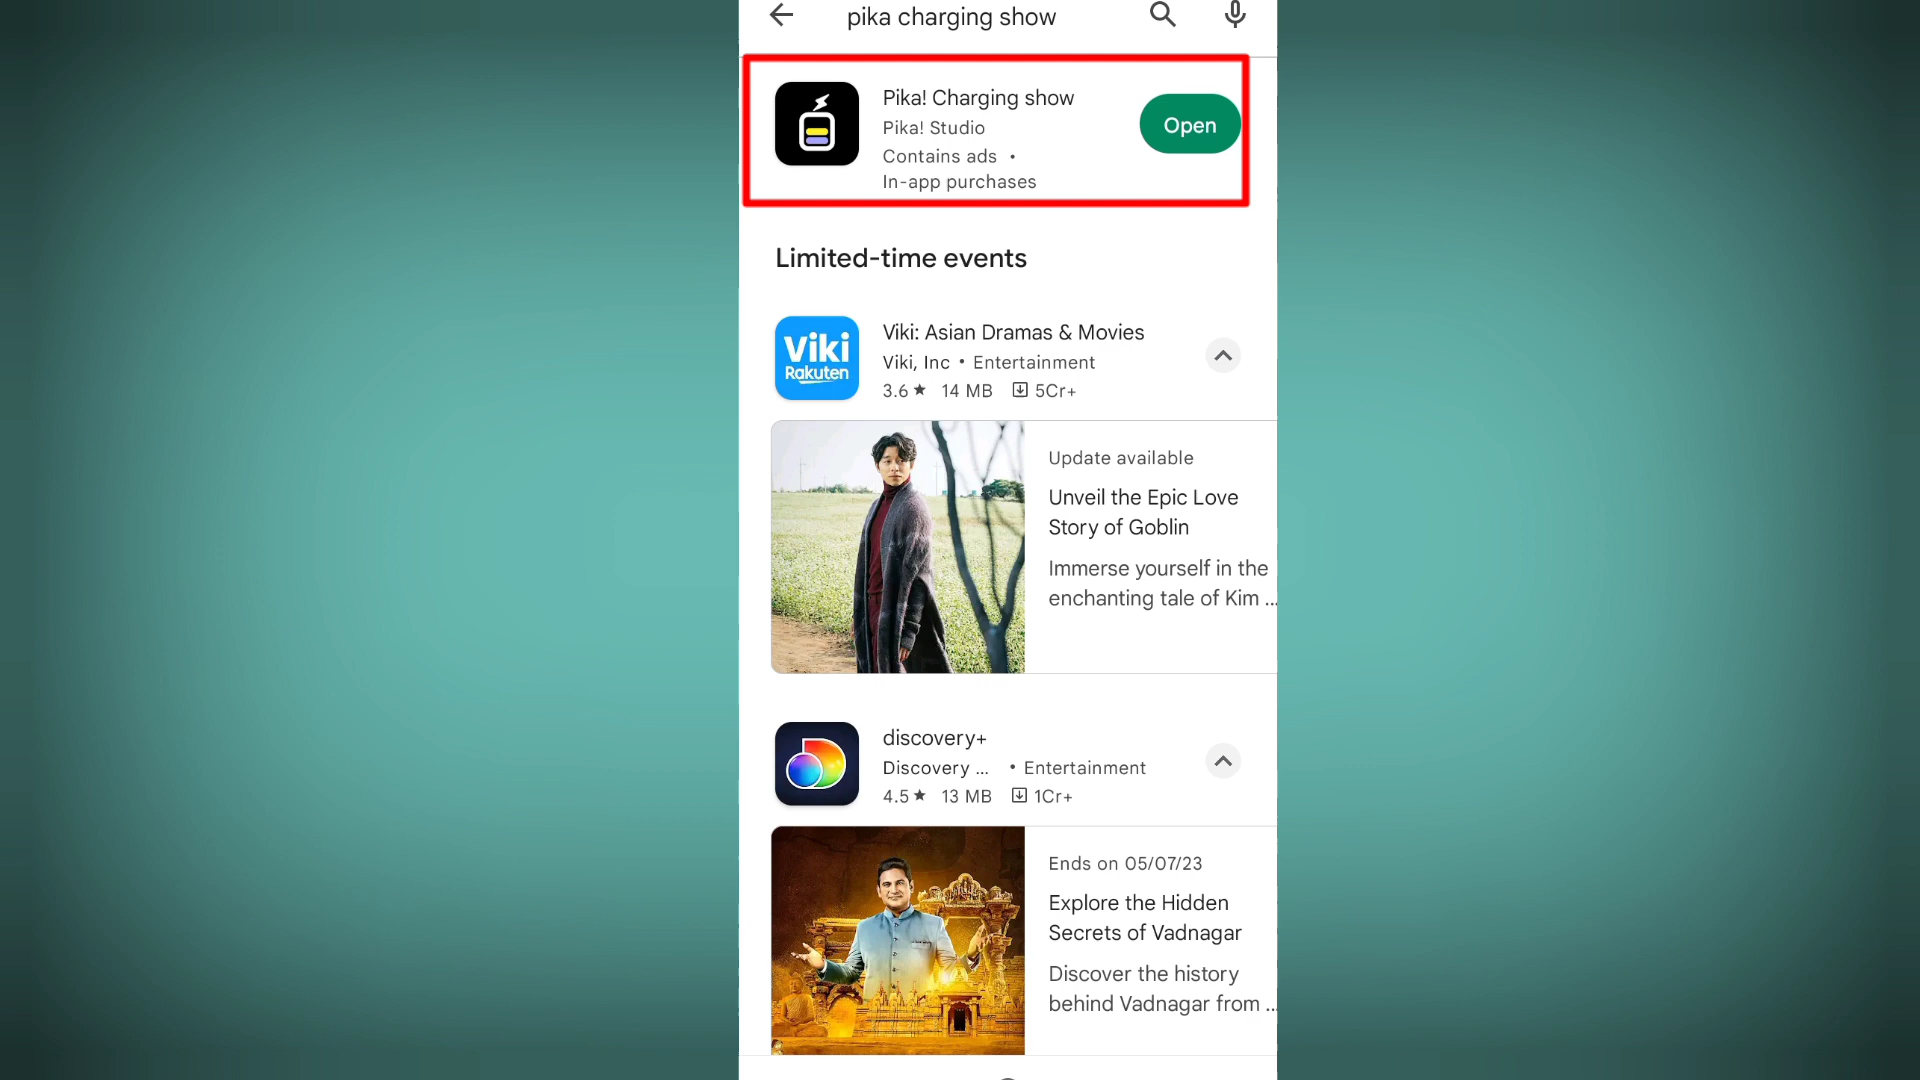 pika charging show
Pika! Charging show
Pika! Studio
Open
Contains ads •
In-app purchases
Limited-time events
Viki
Rakuten
Viki: Asian Dramas & Movies
Viki, Inc • Entertainment
3.6★ 14 MB 5Cr+
Update available
Unveil the Epic Love
Story of Goblin
Immerse yourself in the
enchanting tale of Kim ...
discovery+
Discovery ... • Entertainment
4.5★ 13 MB 1Cr+
Ends on 05/07/23
Explore the Hidden
Secrets of Vadnagar
Discover the history
behind Vadnagar from ...